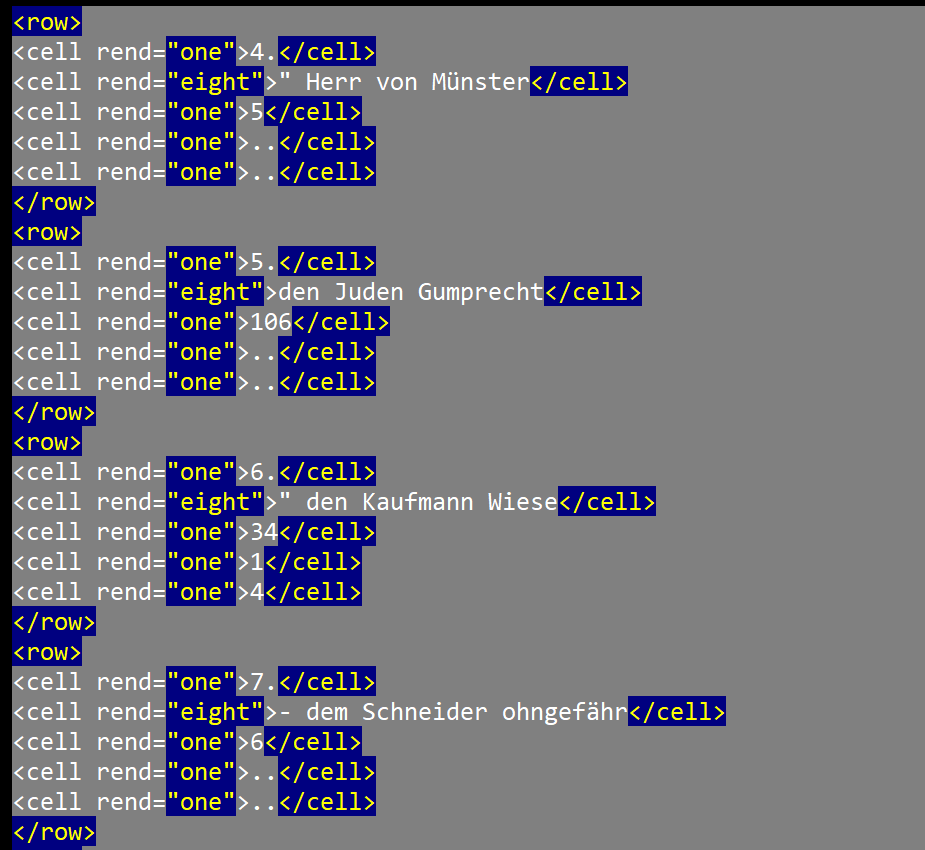 <row>
<cell rend="one">4.</cell>
<cell rend="eight">" Herr von Münster</cell>
<cell rend="one">5</cell>
<cell rend="one">..</cell>
<cell rend="one">..</cell>
</row>
<row>
<cell rend="one">5.</cell>
<cell rend="eight">den Juden Gumprecht</cell>
<cell rend="one">106</cell>
<cell rend="one">..</cell>
<cell rend="one">..</cell>
</row>
<row>
<cell rend="one">6.</cell>
<cell rend="eight">" den Kaufmann Wiese</cell>
<cell rend="one">34</cell>
<cell rend="one">1</cell>
<cell rend="one">4</cell>
</row>
<row>
<cell rend="one">7.</cell>
<cell rend="eight">- dem Schneider ohngefähr</cell>
<cell rend="one">6</cell>
<cell rend="one">..</cell>
<cell rend="one">..</cell>
</row>